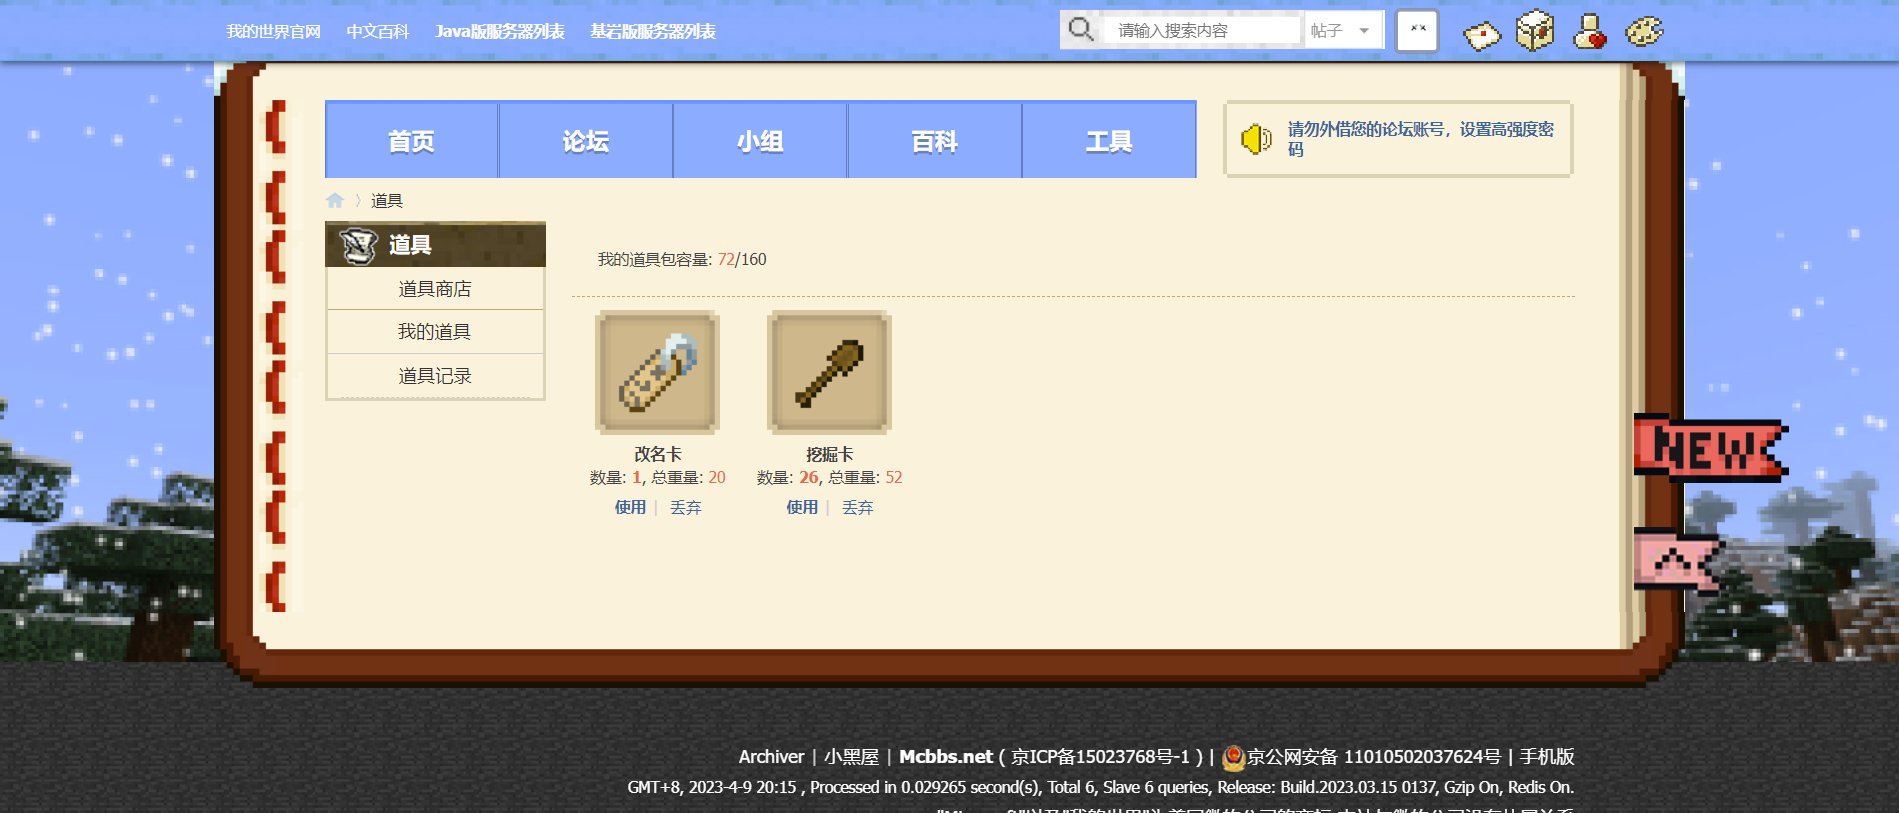 我的世界官网 中文百科 Java版服务器列表 基岩版服务器列表 请输入搜索内容 帖子
首页 论坛 小组 百科 工具
请勿外借您的论坛账号，设置高强度密
码
道具
道具
道具商店
我的道具
道具记录
我的道具包容量: 72/160
改名卡 挖掘卡
数量: 1, 总重量: 20 数量: 26, 总重量: 52
使用 | 丢弃 使用 | 丢弃
NEW
Archiver | 小黑屋 | Mcbbs.net ( 京ICP备15023768号-1 ) | 京公网安备 11010502037624号 | 手机版
GMT+8, 2023-4-9 20:15 , Processed in 0.029265 second(s), Total 6, Slave 6 queries, Release: Build.2023.03.15 0137, Gzip On, Redis On.